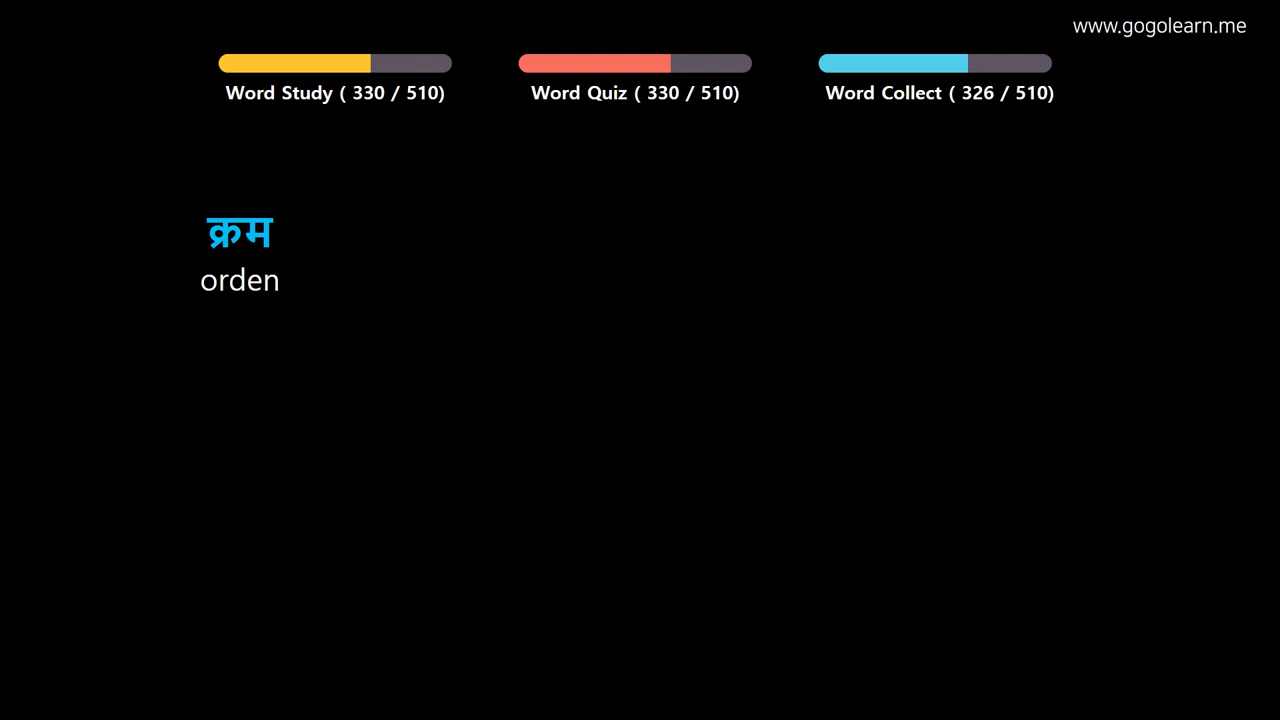 www.gogolearn.me
Word Study ( 330 / 510)
Word Quiz ( 330 / 510)
Word Collect ( 326 / 510)
क्रम
orden